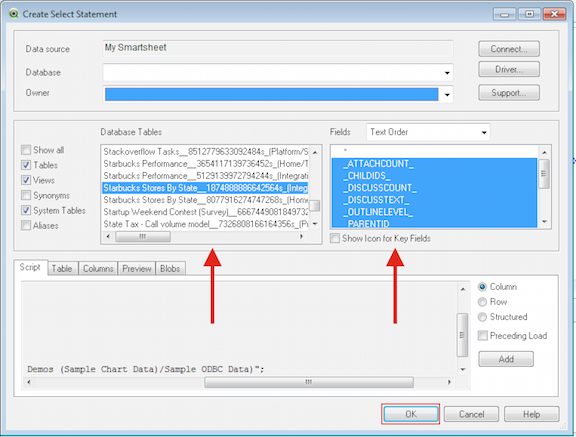 Create Select Statement
Data source
My Smartsheet
Connect...
Database
Driver...
Owner
Support...
Database Tables
Fields
Text Order
Show all
Tables
Views
Synonyms
System Tables
Aliases
Stackoverflow Tasks__8512779633092484s_(Platform/S
Starbucks Performance__3654117139736452s_(Home/T
Starbucks Performance__5129139972794244s_(Integrati
Starbucks Stores By State__1874888886642564s_(Integ
Starbucks Stores By State__8077916274747268s_(Hom
Startup Weekend Contest (Survey)__6667449081849732
State Tax - Call volume model__7326808166164356s_(P
*
_ATTACHCOUNT_
_CHILDIDS_
_DISCUSSCOUNT_
_DISCUSSTEXT_
_OUTLINELEVEL_
_PARENTID_
Show Icon for Key Fields
Script
Table
Columns
Preview
Blobs
Demos (Sample Chart Data)/Sample ODBC Data)";
Column
Row
Structured
Preceding Load
Add
OK
Cancel
Help